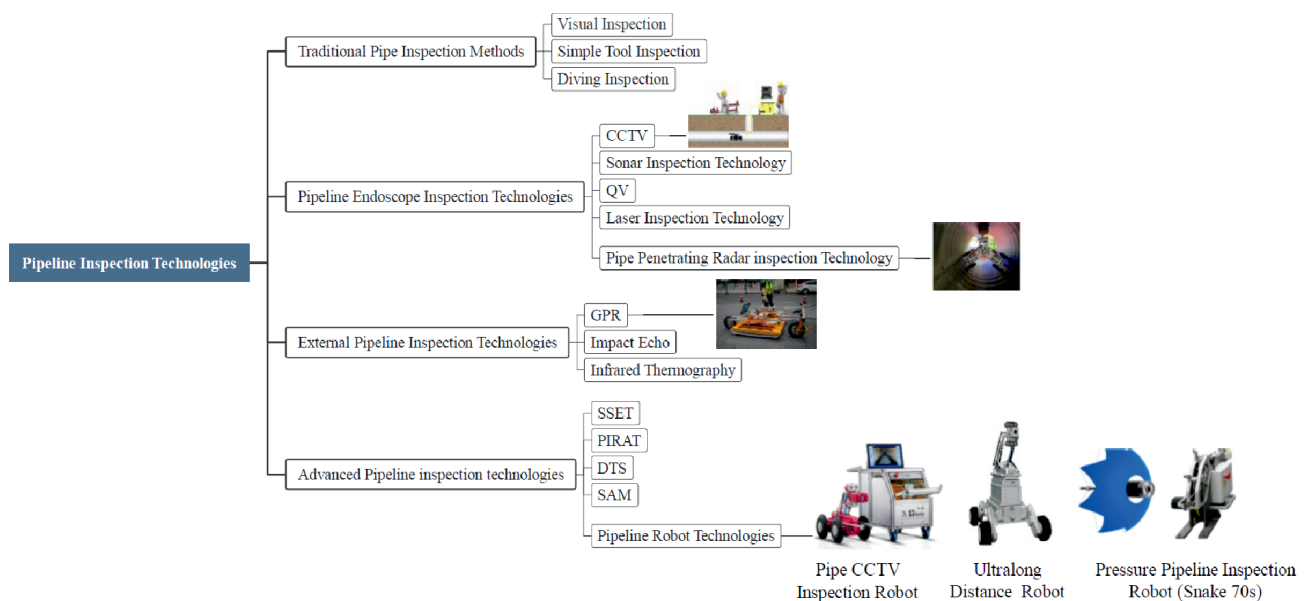 Pipeline Inspection Technologies
Traditional Pipe Inspection Methods
Visual Inspection
Simple Tool Inspection
Diving Inspection
Pipeline Endoscope Inspection Technologies
CCTV
Sonar Inspection Technology
QV
Laser Inspection Technology
Pipe Penetrating Radar inspection Technology
External Pipeline Inspection Technologies
GPR
Impact Echo
Infrared Thermography
Advanced Pipeline inspection technologies
SSET
PIRAT
DTS
SAM
Pipeline Robot Technologies
Pipe CCTV
Inspection Robot
Ultralong
Distance Robot
Pressure Pipeline Inspection
Robot (Snake 70s)